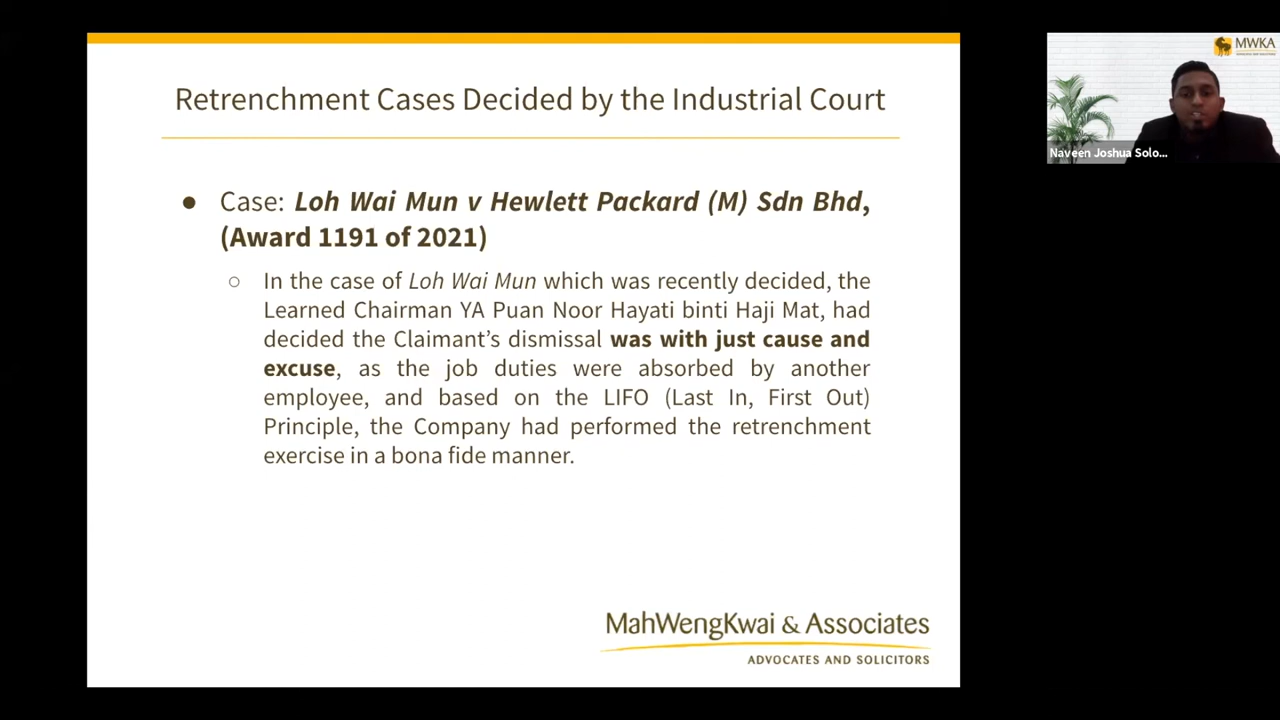 Retrenchment Cases Decided by the Industrial Court
● Case: Loh Wai Mun v Hewlett Packard (M) Sdn Bhd,
(Award 1191 of 2021)
○ In the case of Loh Wai Mun which was recently decided, the
Learned Chairman YA Puan Noor Hayati binti Haji Mat, had
decided the Claimant’s dismissal was with just cause and
excuse, as the job duties were absorbed by another
employee, and based on the LIFO (Last In, First Out)
Principle, the Company had performed the retrenchment
exercise in a bona fide manner.
MahWengKwai & Associates
ADVOCATES AND SOLICITORS
MWKA
Naveen Joshua Solo...